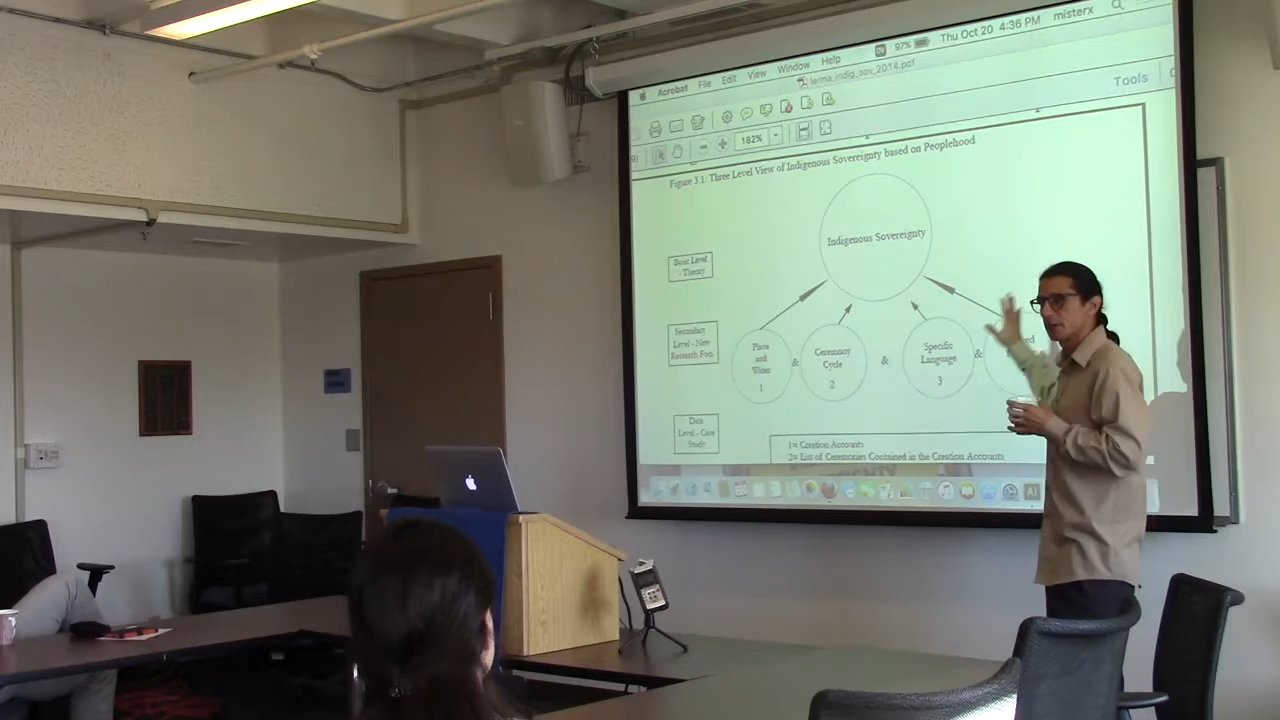 Acrobat File Edit View Window Help 97% Thu Oct 20 4:36 PM misterx
lerma_indig_sov_2014.pdf
Tools
182%
Figure 3.1: Three Level View of Indigenous Sovereignty based on Peoplehood
Indigenous Sovereignty
Basic Level
- Theory
Secondary
Level - New
Research Foci
Place
and
Water
1
&
Ceremony
Cycle
2
&
Specific
Language
3
&
Data
Level - Case
Study
1= Creation Accounts
2= List of Ceremonies Contained in the Creation Accounts